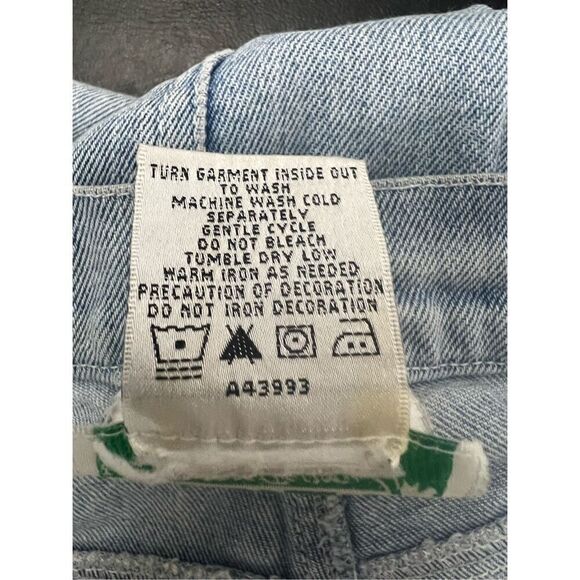 TURN GARMENT INSIDE OUT
TO WASH
MACHINE WASH COLD
SEPARATELY
GENTLE CYCLE
DO NOT BLEACH
TUMBLE DRY LOW
WARM IRON AS NEEDED
PRECAUTION OF DECORATION
DO NOT IRON DECORATION
A43993